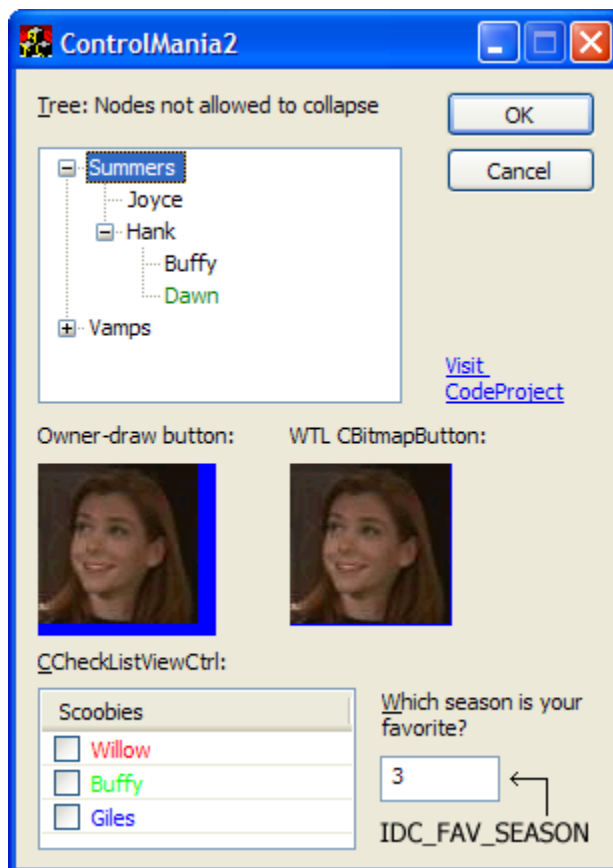 ControlMania2
Tree: Nodes not allowed to collapse
OK
Cancel
Summers
Joyce
Hank
Buffy
Dawn
Vamps
Visit
CodeProject
Owner-draw button:
WTL CBitmapButton:
CCheckListViewCtrl:
Scoobies
Willow
Buffy
Giles
Which season is your
favorite?
3
IDC_FAV_SEASON